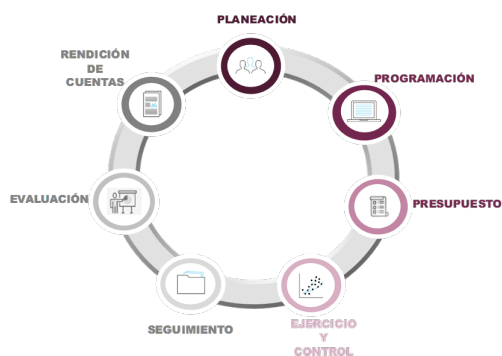 PLANEACIÓN
PROGRAMACIÓN
PRESUPUESTO
EJERCICIO
Y
CONTROL
SEGUIMIENTO
EVALUACIÓN
RENDICIÓN
DE
CUENTAS